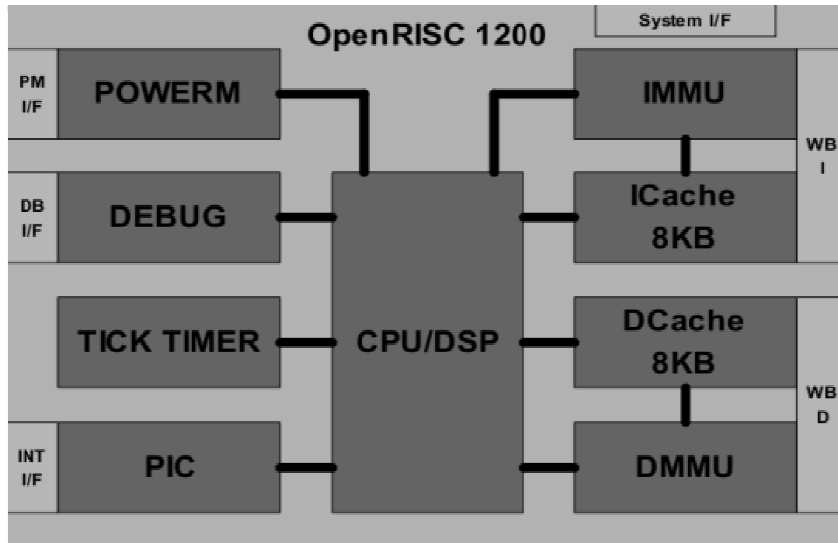 System I/F
OpenRISC 1200
PM
I/F
POWERM
IMMU
WB
I
DB
I/F
DEBUG
ICache
8KB
TICK TIMER
CPU/DSP
DCache
8KB
WB
D
INT
I/F
PIC
DMMU